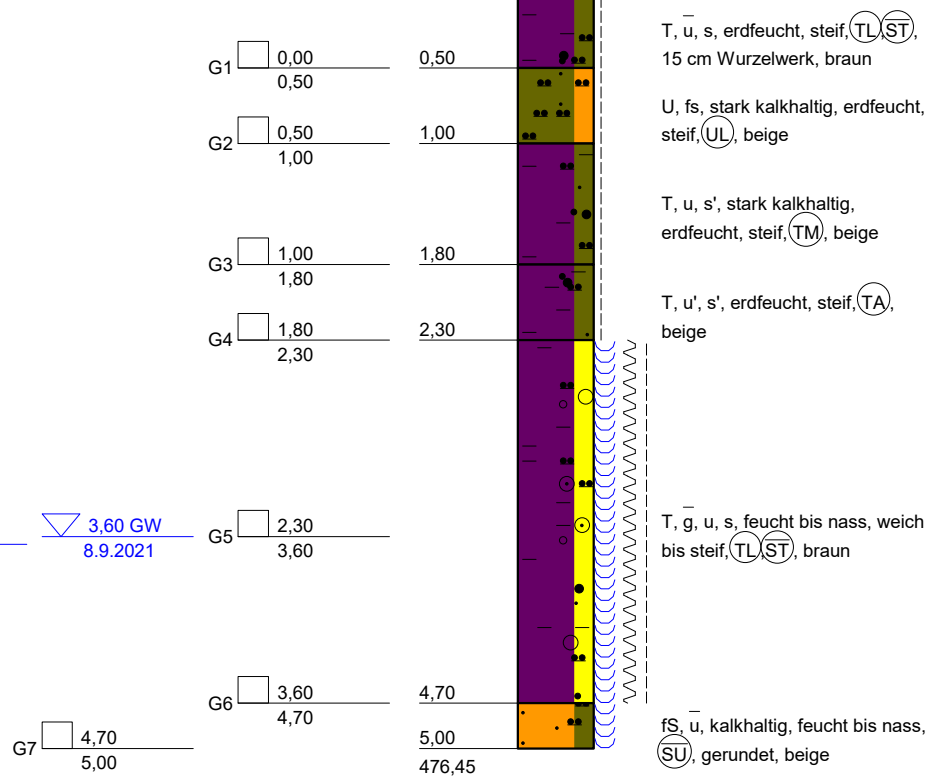 T, u̅, s, erdfeucht, steif, TL, S̅T̅,
15 cm Wurzelwerk, braun
G1 0,00 0,50
0,50
U, fs, stark kalkhaltig, erdfeucht,
steif, UL, beige
G2 0,50 1,00
1,00
T, u, s', stark kalkhaltig,
erdfeucht, steif, TM, beige
G3 1,00 1,80
1,80
T, u', s', erdfeucht, steif, TA,
beige
G4 1,80 2,30
2,30
3,60 GW
8.9.2021
G5 2,30
3,60
T, g̅, u, s, feucht bis nass, weich
bis steif, TL, S̅T̅, braun
G6 3,60 4,70
4,70
G7 4,70 5,00
5,00
476,45
fS, u̅, kalkhaltig, feucht bis nass,
S̅U̅, gerundet, beige